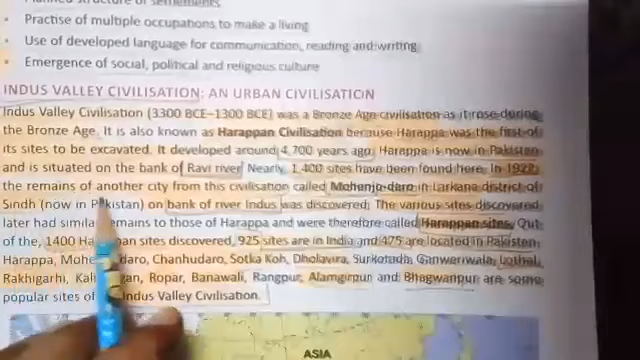 Planned structure of settlements
• Practise of multiple occupations to make a living
• Use of developed language for communication, reading and writing
• Emergence of social, political and religious culture
INDUS VALLEY CIVILISATION: AN URBAN CIVILISATION
Indus Valley Civilisation (3300 BCE–1300 BCE) was a Bronze Age civilisation as it rose during
the Bronze Age. It is also known as Harappan Civilisation because Harappa was the first of
its sites to be excavated. It developed around 4,700 years ago. Harappa is now in Pakistan
and is situated on the bank of Ravi river. Nearly, 1,400 sites have been found here. In 1922,
the remains of another city from this civilisation called Mohenjo-daro in Larkana district of
Sindh (now in Pakistan) on bank of river Indus was discovered. The various sites discovered
later had similar remains to those of Harappa and were therefore called Harappan sites. Out
of the, 1400 Harappan sites discovered, 925 sites are in India and 475 are located in Pakistan.
Harappa, Mohe daro, Chanhudaro, Sotka Koh, Dholavira, Surkotada, Ganweriwala, Lothal,
Rakhigarhi, Kali gan, Ropar, Banawali, Rangpur, Alamgirpur and Bhagwanpur are some
popular sites of Indus Valley Civilisation.
ASIA